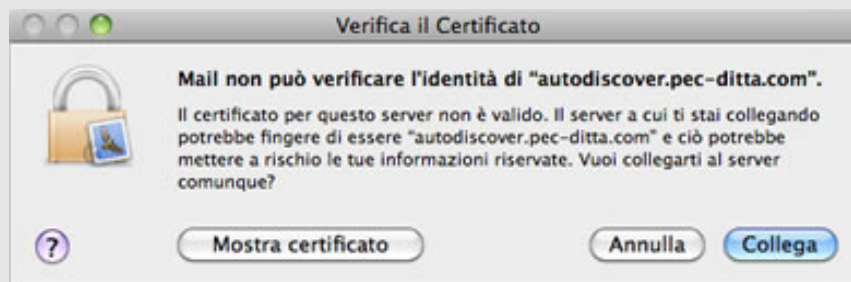 Verifica il Certificato
Mail non può verificare l'identità di “autodiscover.pec-ditta.com”.
Il certificato per questo server non è valido. Il server a cui ti stai collegando
potrebbe fingere di essere “autodiscover.pec-ditta.com” e ciò potrebbe
mettere a rischio le tue informazioni riservate. Vuoi collegarti al server
comunque?
? Mostra certificato Annulla Collega